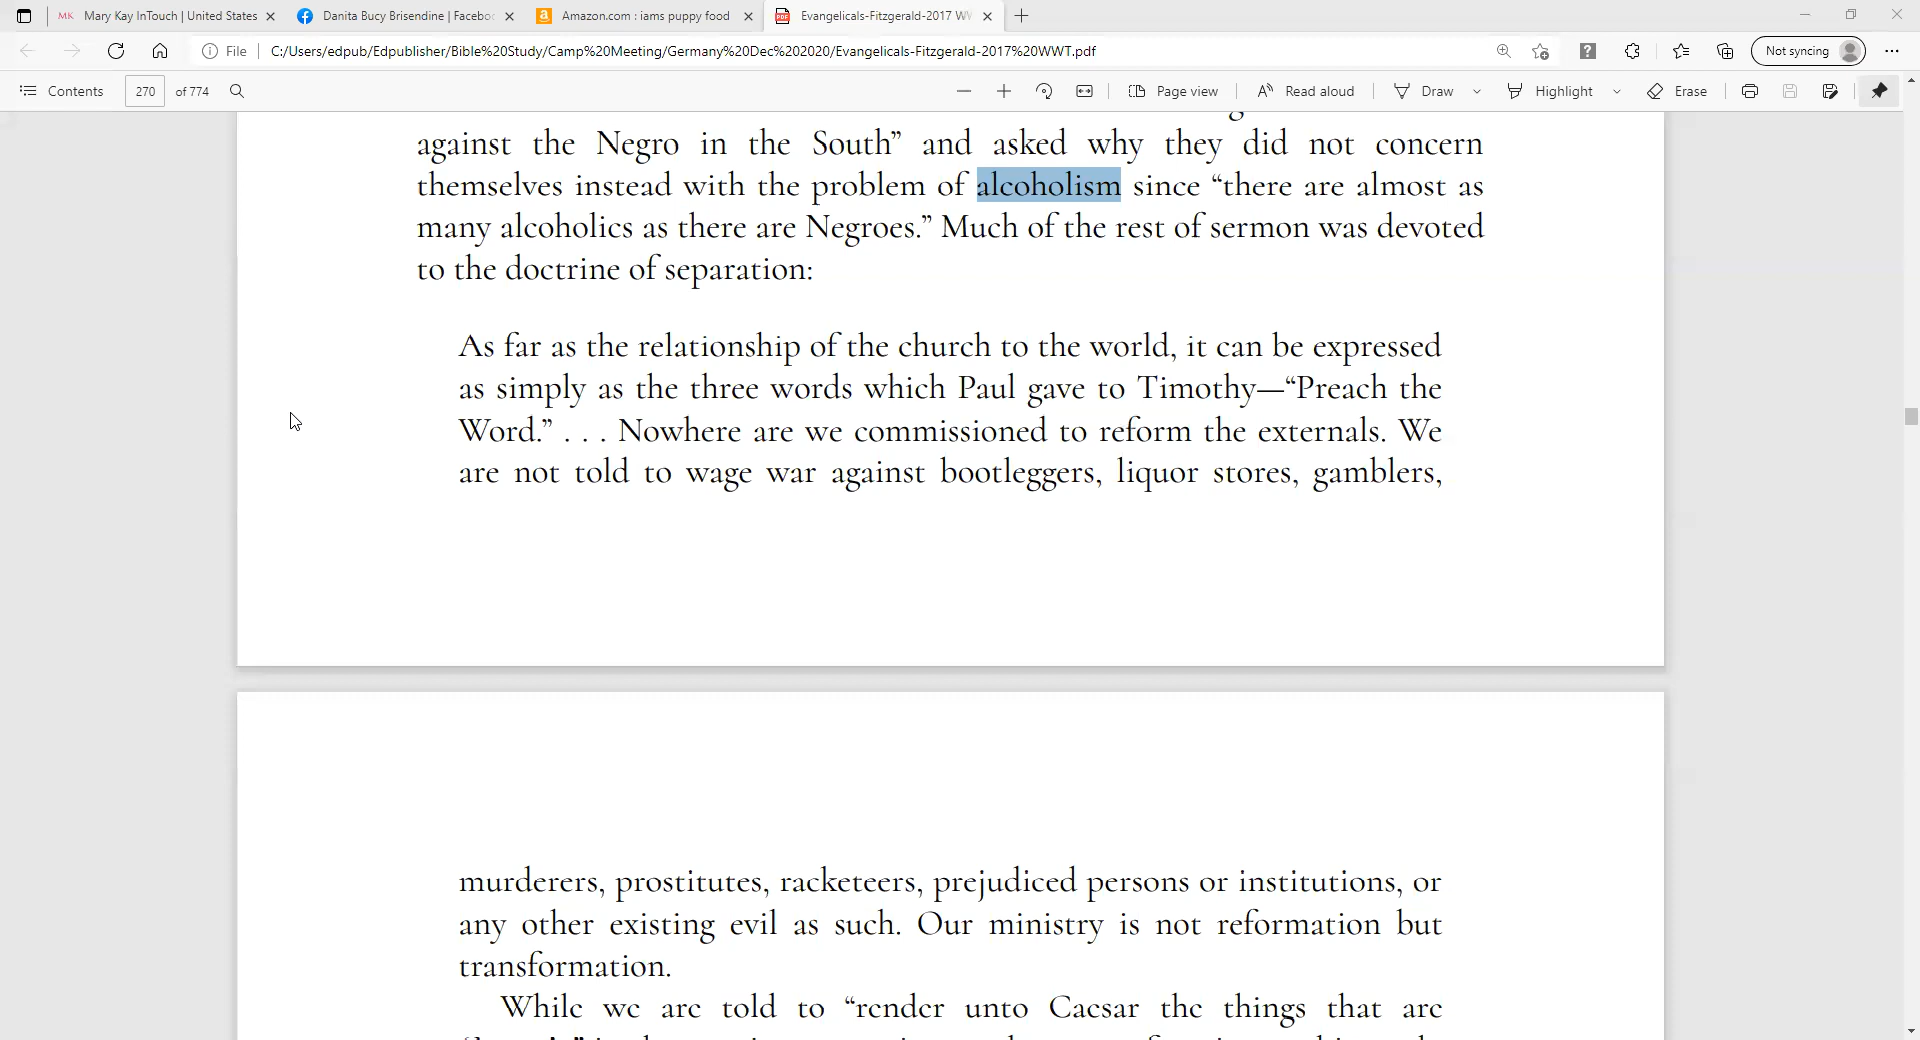 Mary Kay InTouch | United States
Danita Bucy Brisendine | Facebo
Amazon.com : iams puppy food
Evangelicals-Fitzgerald-2017 W
File
C:/Users/edpub/Edpublisher/Bible%20Study/Camp%20Meeting/Germany%20Dec%202020/Evangelicals-Fitzgerald-2017%20WWT.pdf
Not syncing
Contents
270
of 774
Page view
Read aloud
Draw
Highlight
Erase
against the Negro in the South” and asked why they did not concern
themselves instead with the problem of alcoholism since “there are almost as
many alcoholics as there are Negroes.” Much of the rest of sermon was devoted
to the doctrine of separation:
As far as the relationship of the church to the world, it can be expressed
as simply as the three words which Paul gave to Timothy—“Preach the
Word.” . . . Nowhere are we commissioned to reform the externals. We
are not told to wage war against bootleggers, liquor stores, gamblers,
murderers, prostitutes, racketeers, prejudiced persons or institutions, or
any other existing evil as such. Our ministry is not reformation but
transformation.
While we are told to “render unto Caesar the things that are